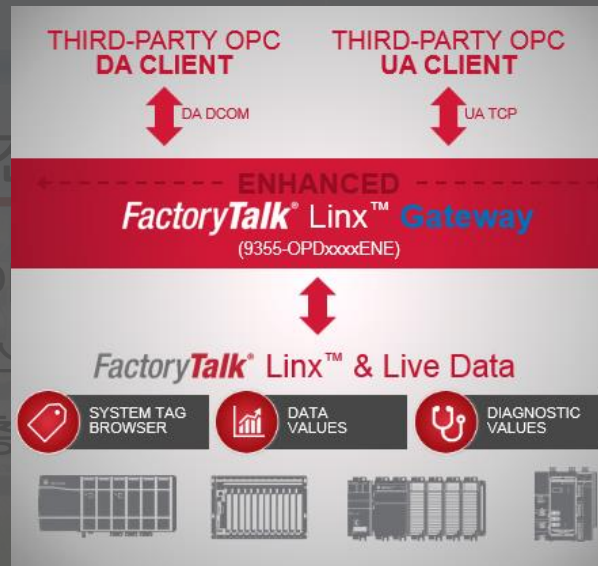 THIRD-PARTY OPC
DA CLIENT
THIRD-PARTY OPC
UA CLIENT
DA DCOM
UA TCP
ENHANCED
FactoryTalk® Linx™ Gateway
(9355-OPDxxxxENE)
FactoryTalk® Linx™ & Live Data
SYSTEM TAG
BROWSER
DATA
VALUES
DIAGNOSTIC
VALUES